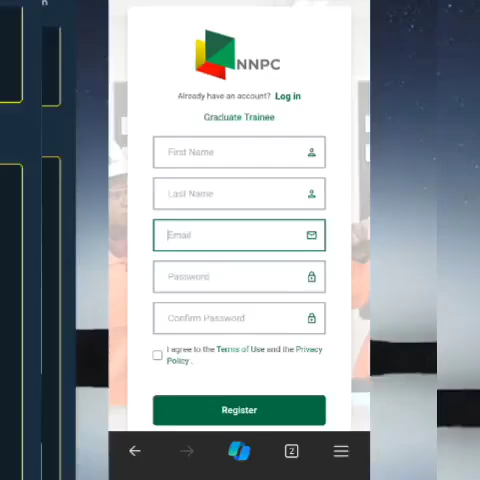 n
NNPC
Already have an account? Log in
Graduate Trainee
First Name
Last Name
Email
Password
Confirm Password
I agree to the Terms of Use and the Privacy
Policy .
Register
2